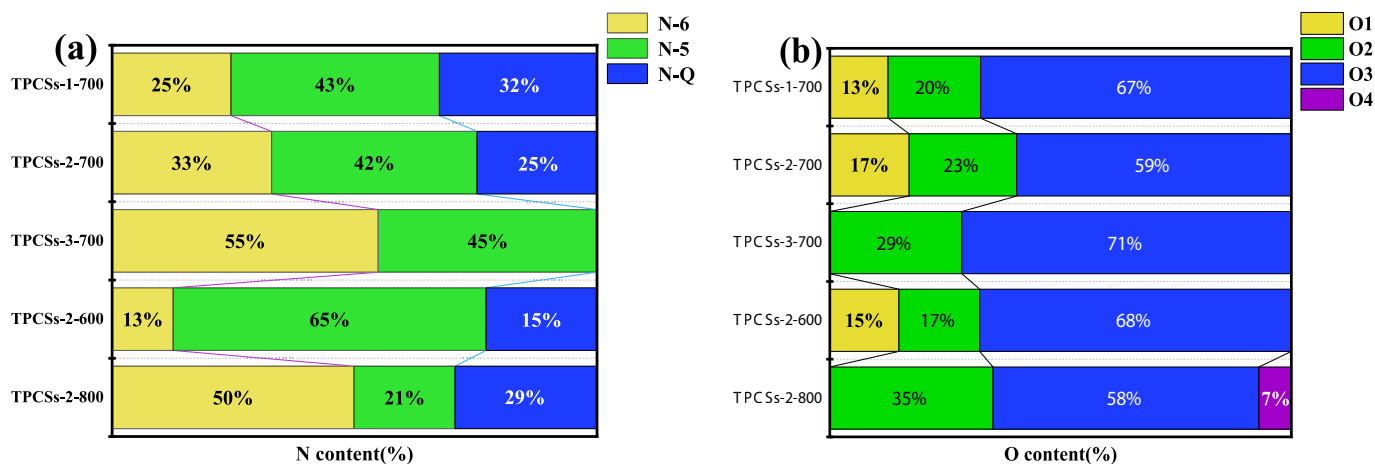 (a)
N-6
N-5
N-Q
TPCSs-1-700
25%
43%
32%
TPCSs-2-700
33%
42%
25%
TPCSs-3-700
55%
45%
TPCSs-2-600
13%
65%
15%
TPCSs-2-800
50%
21%
29%
N content(%)
(b)
O1
O2
O3
O4
TPCSs-1-700
13%
20%
67%
TPCSs-2-700
17%
23%
59%
TPCSs-3-700
29%
71%
TPCSs-2-600
15%
17%
68%
TPCSs-2-800
35%
58%
7%
O content(%)